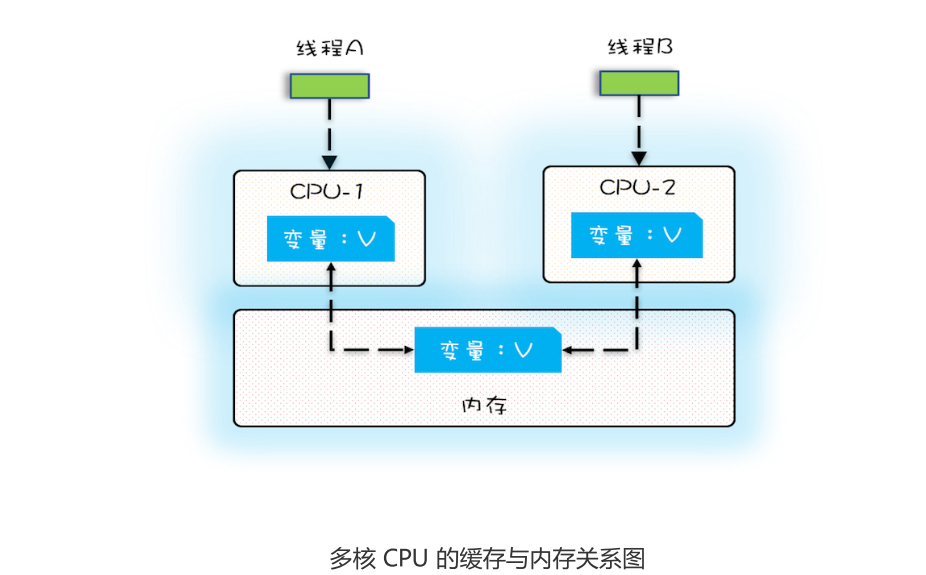 线程A
线程B
CPU-1
CPU-2
变量：V
变量：V
变量：V
内存
多核 CPU 的缓存与内存关系图